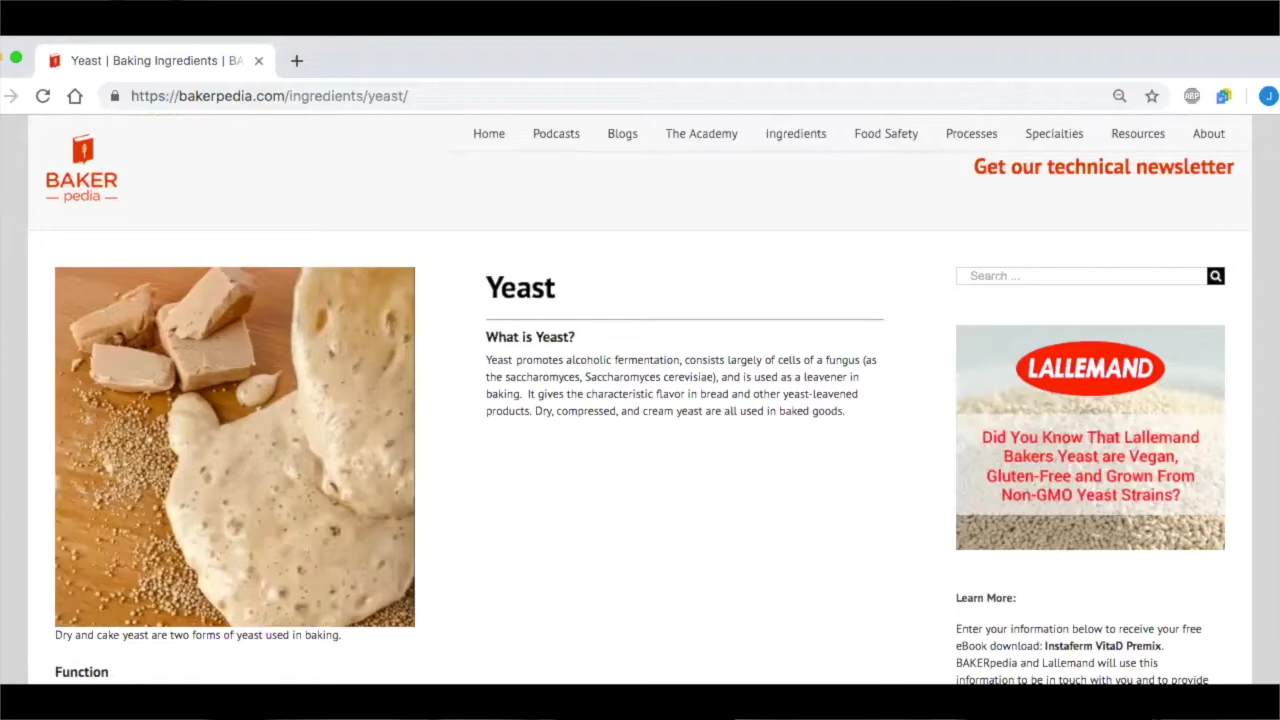 Yeast | Baking Ingredients | BA
https://bakerpedia.com/ingredients/yeast/
ABP
J
Home Podcasts Blogs The Academy Ingredients Food Safety Processes Specialties Resources About
BAKER
pedia
Get our technical newsletter
Yeast
What is Yeast?
Yeast promotes alcoholic fermentation, consists largely of cells of a fungus (as
the saccharomyces, Saccharomyces cerevisiae), and is used as a leavener in
baking. It gives the characteristic flavor in bread and other yeast-leavened
products. Dry, compressed, and cream yeast are all used in baked goods.
Dry and cake yeast are two forms of yeast used in baking.
Function
Search ...
LALLEMAND
Did You Know That Lallemand
Bakers Yeast are Vegan,
Gluten-Free and Grown From
Non-GMO Yeast Strains?
Learn More:
Enter your information below to receive your free
eBook download: Instaferm VitaD Premix.
BAKERpedia and Lallemand will use this
information to be in touch with you and to provide